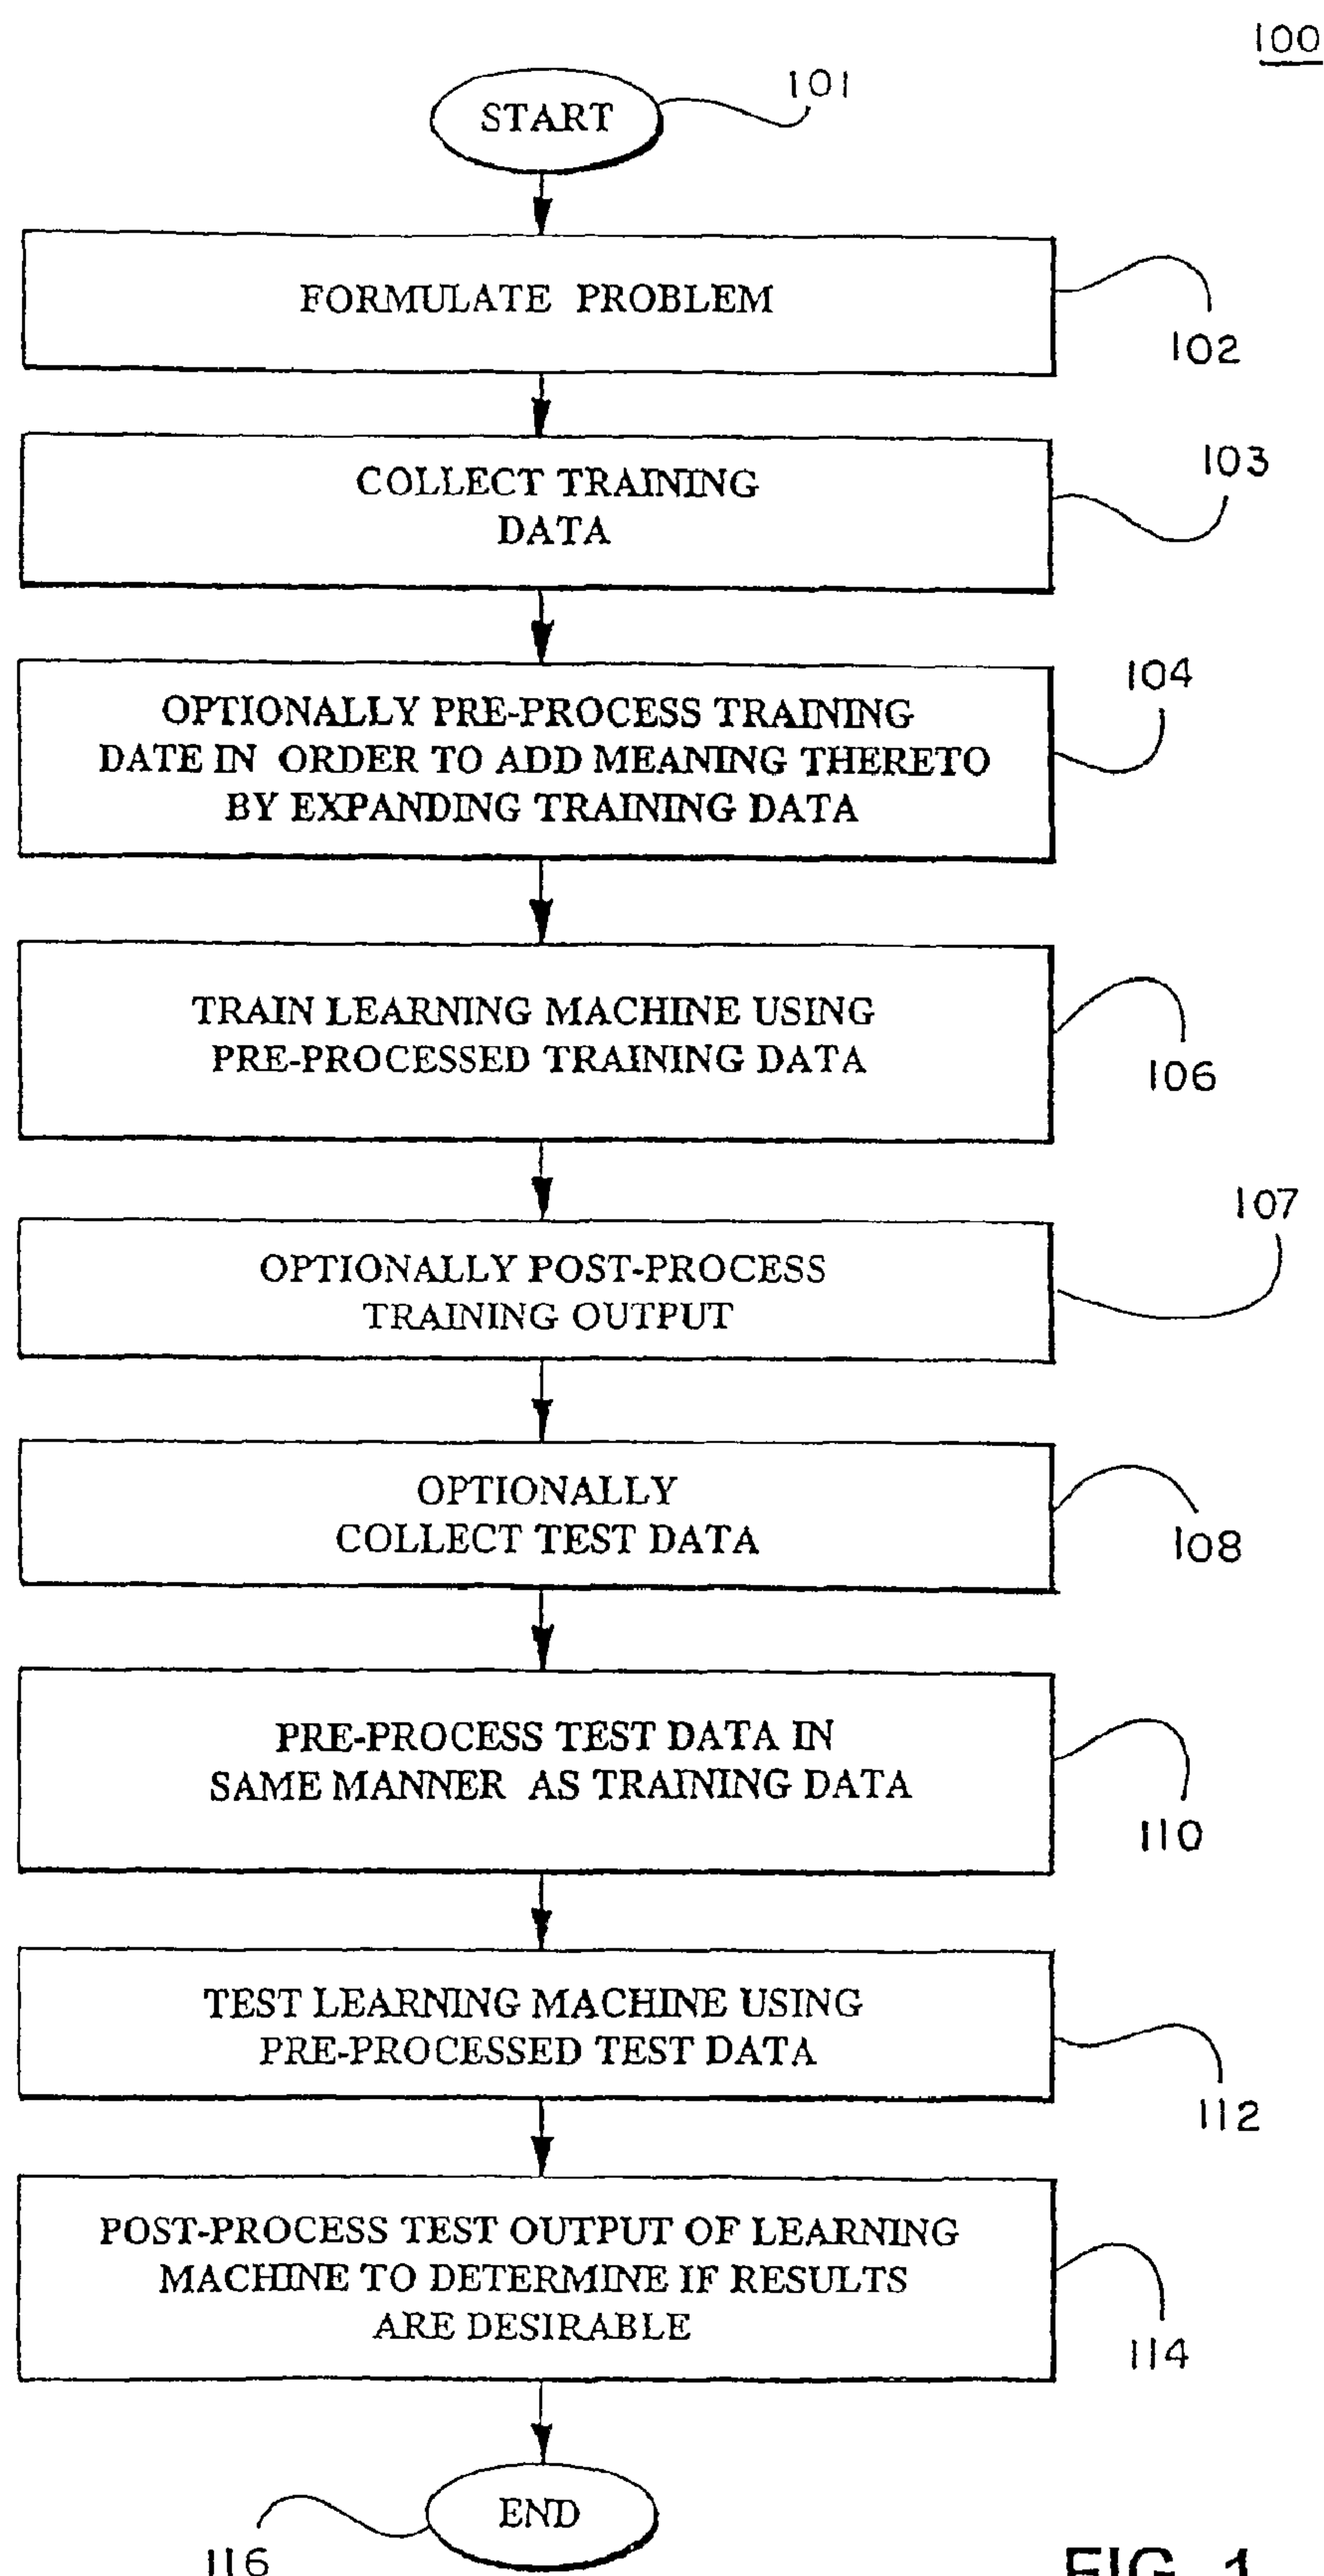 100
101
START
FORMULATE PROBLEM
102
COLLECT TRAINING
DATA
103
104
OPTIONALLY PRE-PROCESS TRAINING
DATE IN ORDER TO ADD MEANING THERETO
BY EXPANDING TRAINING DATA
TRAIN LEARNING MACHINE USING
PRE-PROCESSED TRAINING DATA
106
107
OPTIONALLY POST-PROCESS
TRAINING OUTPUT
OPTIONALLY
COLLECT TEST DATA
108
PRE-PROCESS TEST DATA IN
SAME MANNER AS TRAINING DATA
110
TEST LEARNING MACHINE USING
PRE-PROCESSED TEST DATA
112
POST-PROCESS TEST OUTPUT OF LEARNING
MACHINE TO DETERMINE IF RESULTS
ARE DESIRABLE
114
END
116
FIG. 1